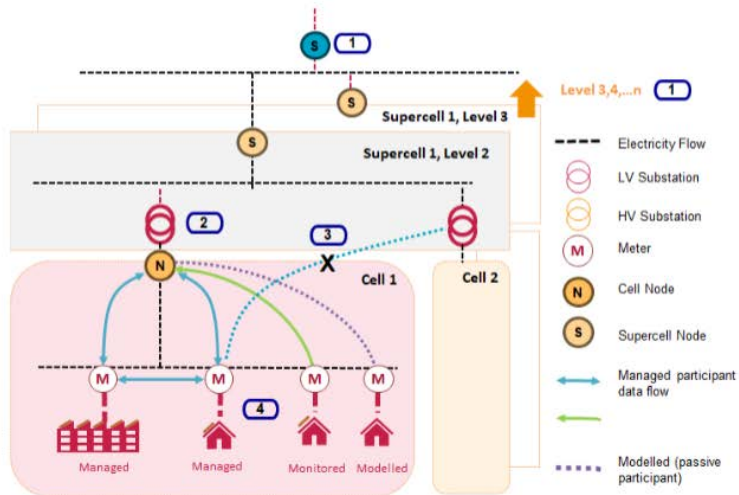 S
1
S
Level 3,4,...n
1
Supercell 1, Level 3
S
Supercell 1, Level 2
Electricity Flow
LV Substation
HV Substation
2
3
X
M
Meter
N
Cell 1
Cell 2
N
Cell Node
S
Supercell Node
M
M
M
M
Managed participant
data flow
4
Managed
Managed
Monitored
Modelled
Modelled (passive
participant)